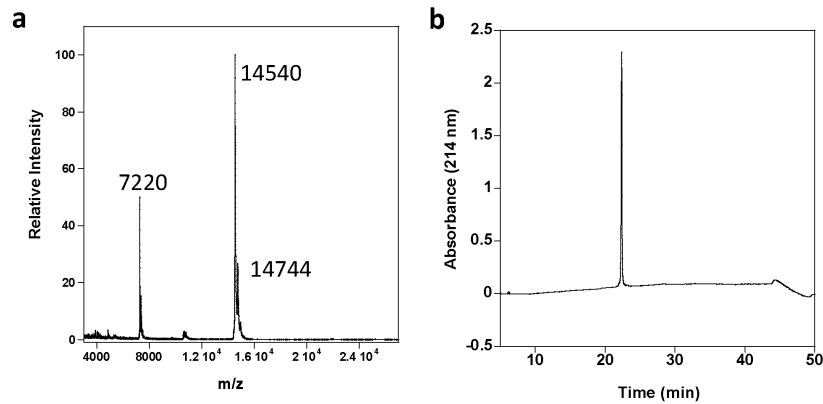 a
Relative Intensity
100
80
60
40
20
0
14540
7220
14744
4000 8000 1.2 10⁴ 1.6 10⁴ 2 10⁴ 2.4 10⁴
m/z
b
Absorbance (214 nm)
2.5
2
1.5
1
0.5
0
-0.5
10 20 30 40 50
Time (min)